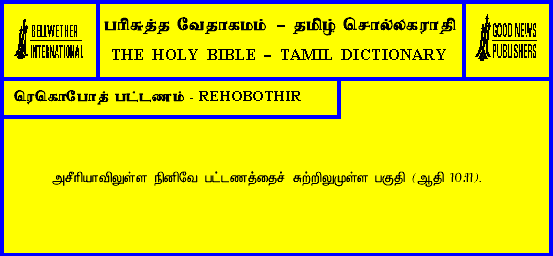 BELLWETHER
INTERNATIONAL
பரிசுத்த வேதாகமம் – தமிழ் சொல்லகராதி
THE HOLY BIBLE – TAMIL DICTIONARY
GOOD NEWS
PUBLISHERS
ரெகொபோத் பட்டணம் - REHOBOTHIR
அசீரியாவிலுள்ள நினிவே பட்டணத்தைச் சுற்றிலுமுள்ள பகுதி (ஆதி 10:11).